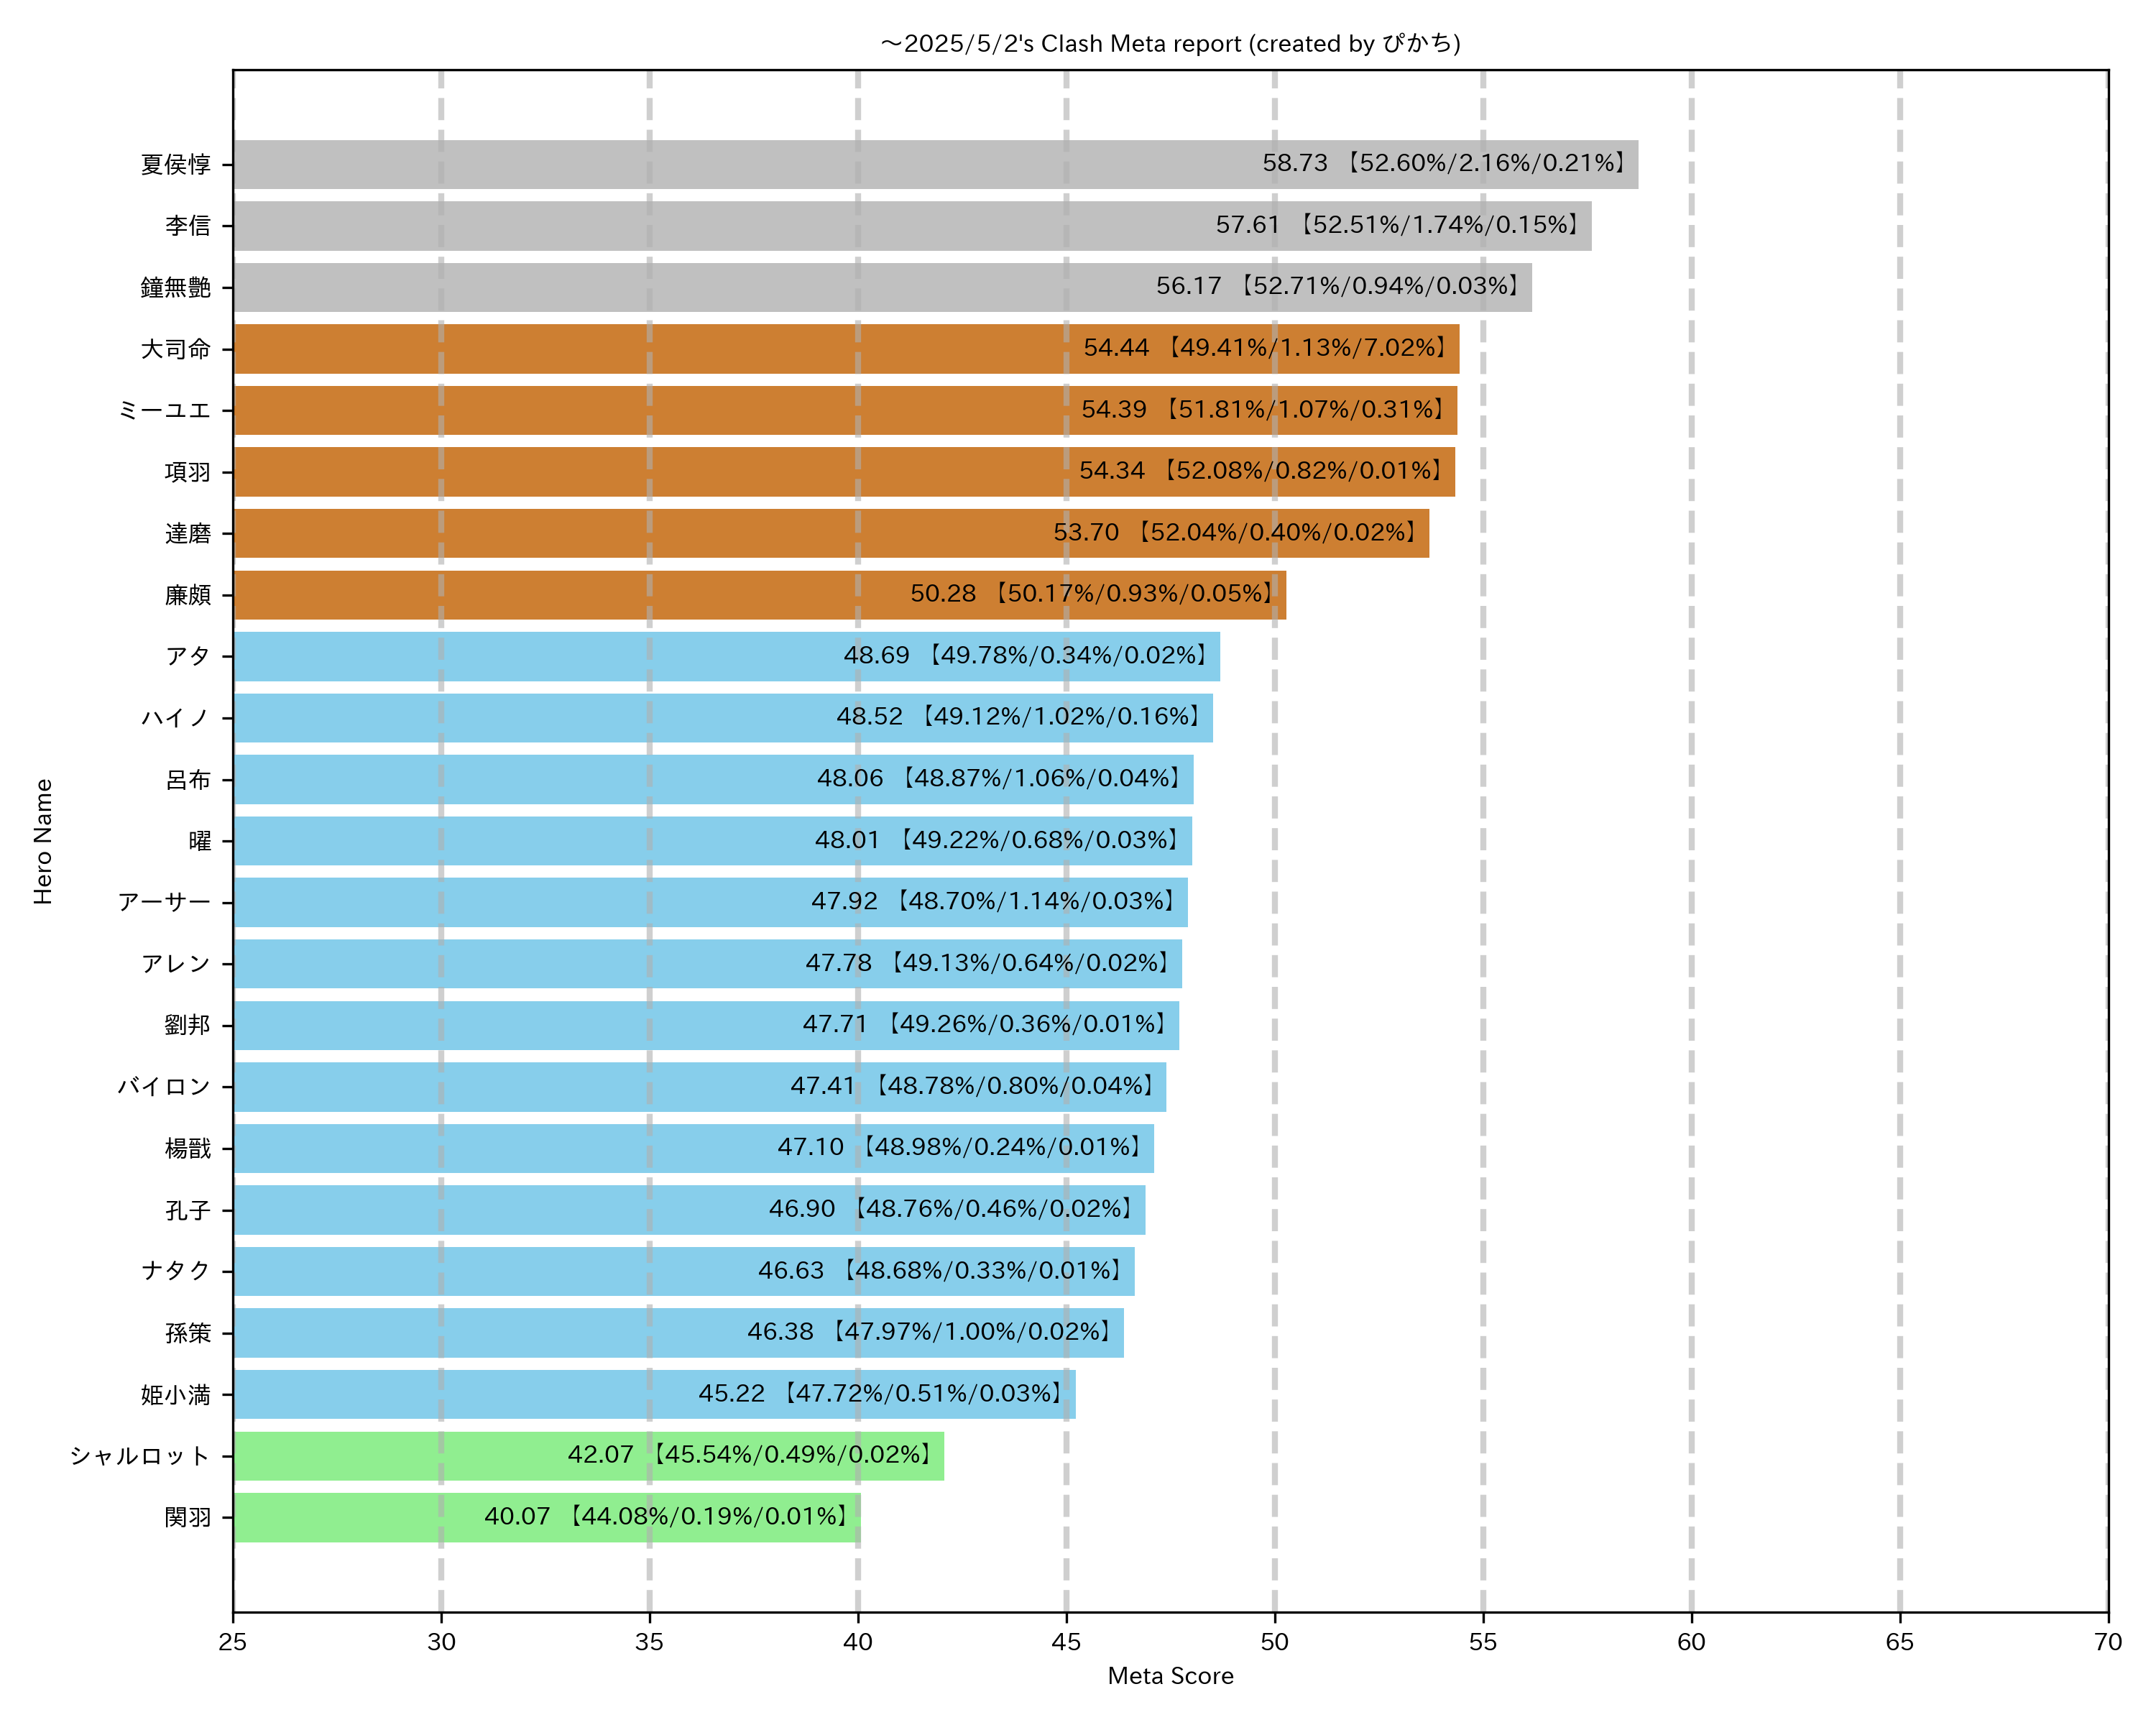 ～2025/5/2's Clash Meta report (created by ぴかち)
夏侯惇 58.73 【52.60%/2.16%/0.21%】
李信 57.61 【52.51%/1.74%/0.15%】
鐘無艶 56.17 【52.71%/0.94%/0.03%】
大司命 54.44 【49.41%/1.13%/7.02%】
ミーユエ 54.39 【51.81%/1.07%/0.31%】
項羽 54.34 【52.08%/0.82%/0.01%】
達磨 53.70 【52.04%/0.40%/0.02%】
廉頗 50.28 【50.17%/0.93%/0.05%】
アタ 48.69 【49.78%/0.34%/0.02%】
ハイノ 48.52 【49.12%/1.02%/0.16%】
呂布 48.06 【48.87%/1.06%/0.04%】
曜 48.01 【49.22%/0.68%/0.03%】
アーサー 47.92 【48.70%/1.14%/0.03%】
アレン 47.78 【49.13%/0.64%/0.02%】
劉邦 47.71 【49.26%/0.36%/0.01%】
バイロン 47.41 【48.78%/0.80%/0.04%】
楊戩 47.10 【48.98%/0.24%/0.01%】
孔子 46.90 【48.76%/0.46%/0.02%】
ナタク 46.63 【48.68%/0.33%/0.01%】
孫策 46.38 【47.97%/1.00%/0.02%】
姫小満 45.22 【47.72%/0.51%/0.03%】
シャルロット 42.07 【45.54%/0.49%/0.02%】
関羽 40.07 【44.08%/0.19%/0.01%】
Hero Name
25 30 35 40 45 50 55 60 65 70
Meta Score